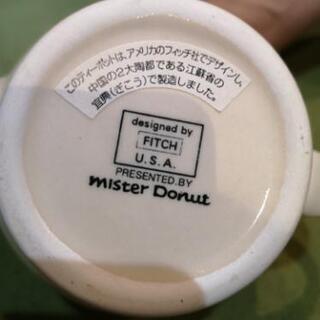 このティーポットは、アメリカのフィッチ社でデザインし、
中国の2大陶都である江蘇省の
宜興(ぎこう)で製造しました。
designed by
FITCH
U.S.A.
PRESENTED BY
mister Donut